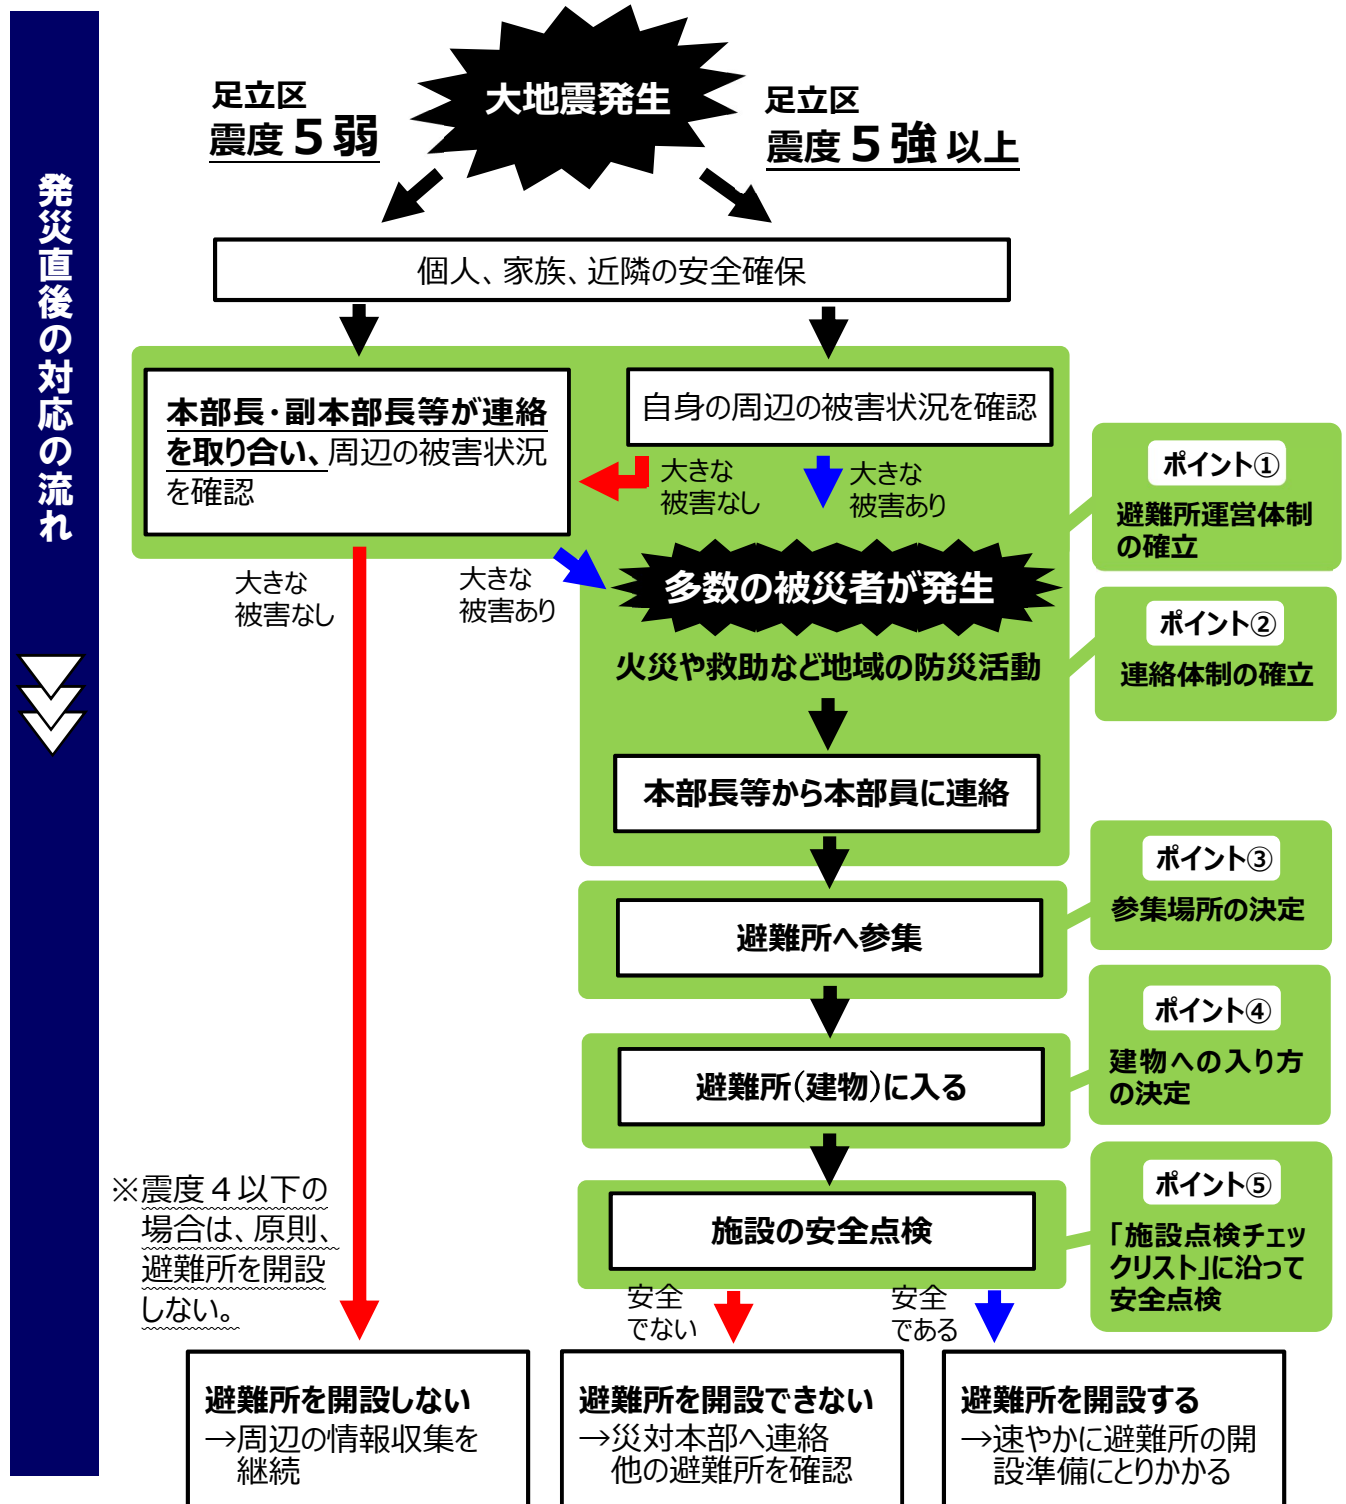 発災直後の対応の流れ
大地震発生
足立区
震度５弱
足立区
震度５強 以上
個人、家族、近隣の安全確保
本部長・副本部長等が連絡
を取り合い、周辺の被害状況
を確認
自身の周辺の被害状況を確認
大きな
被害なし
大きな
被害あり
ポイント①
避難所運営体制
の確立
大きな
被害なし
大きな
被害あり
多数の被災者が発生
火災や救助など地域の防災活動
ポイント②
連絡体制の確立
本部長等から本部員に連絡
ポイント③
参集場所の決定
避難所へ参集
ポイント④
建物への入り方
の決定
避難所（建物）に入る
ポイント⑤
「施設点検チェッ
クリスト」に沿って
安全点検
施設の安全点検
※震度４以下の
場合は、原則、
避難所を開設
しない。
安全
でない
安全
である
避難所を開設しない
→周辺の情報収集を
継続
避難所を開設できない
→災対本部へ連絡
他の避難所を確認
避難所を開設する
→速やかに避難所の開
設準備にとりかかる